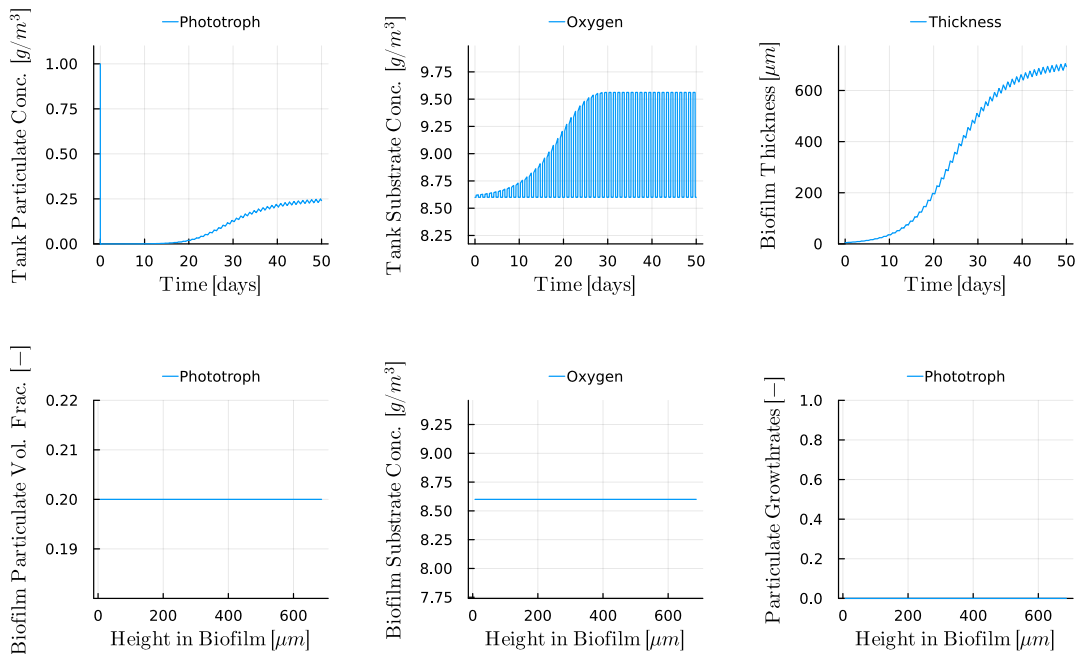 Phototroph
Tank Particulate Conc. [g/m³]
1.00
0.75
0.50
0.25
0.00
0 10 20 30 40 50
Time [days]
Oxygen
Tank Substrate Conc. [g/m³]
9.75
9.50
9.25
9.00
8.75
8.50
8.25
0 10 20 30 40 50
Time [days]
Thickness
Biofilm Thickness [μm]
600
400
200
0
0 10 20 30 40 50
Time [days]
Phototroph
Biofilm Particulate Vol. Frac. [−]
0.22
0.21
0.20
0.19
0 200 400 600
Height in Biofilm [μm]
Oxygen
Biofilm Substrate Conc. [g/m³]
9.25
9.00
8.75
8.50
8.25
8.00
7.75
0 200 400 600
Height in Biofilm [μm]
Phototroph
Particulate Growthrates [−]
1.0
0.8
0.6
0.4
0.2
0.0
0 200 400 600
Height in Biofilm [μm]